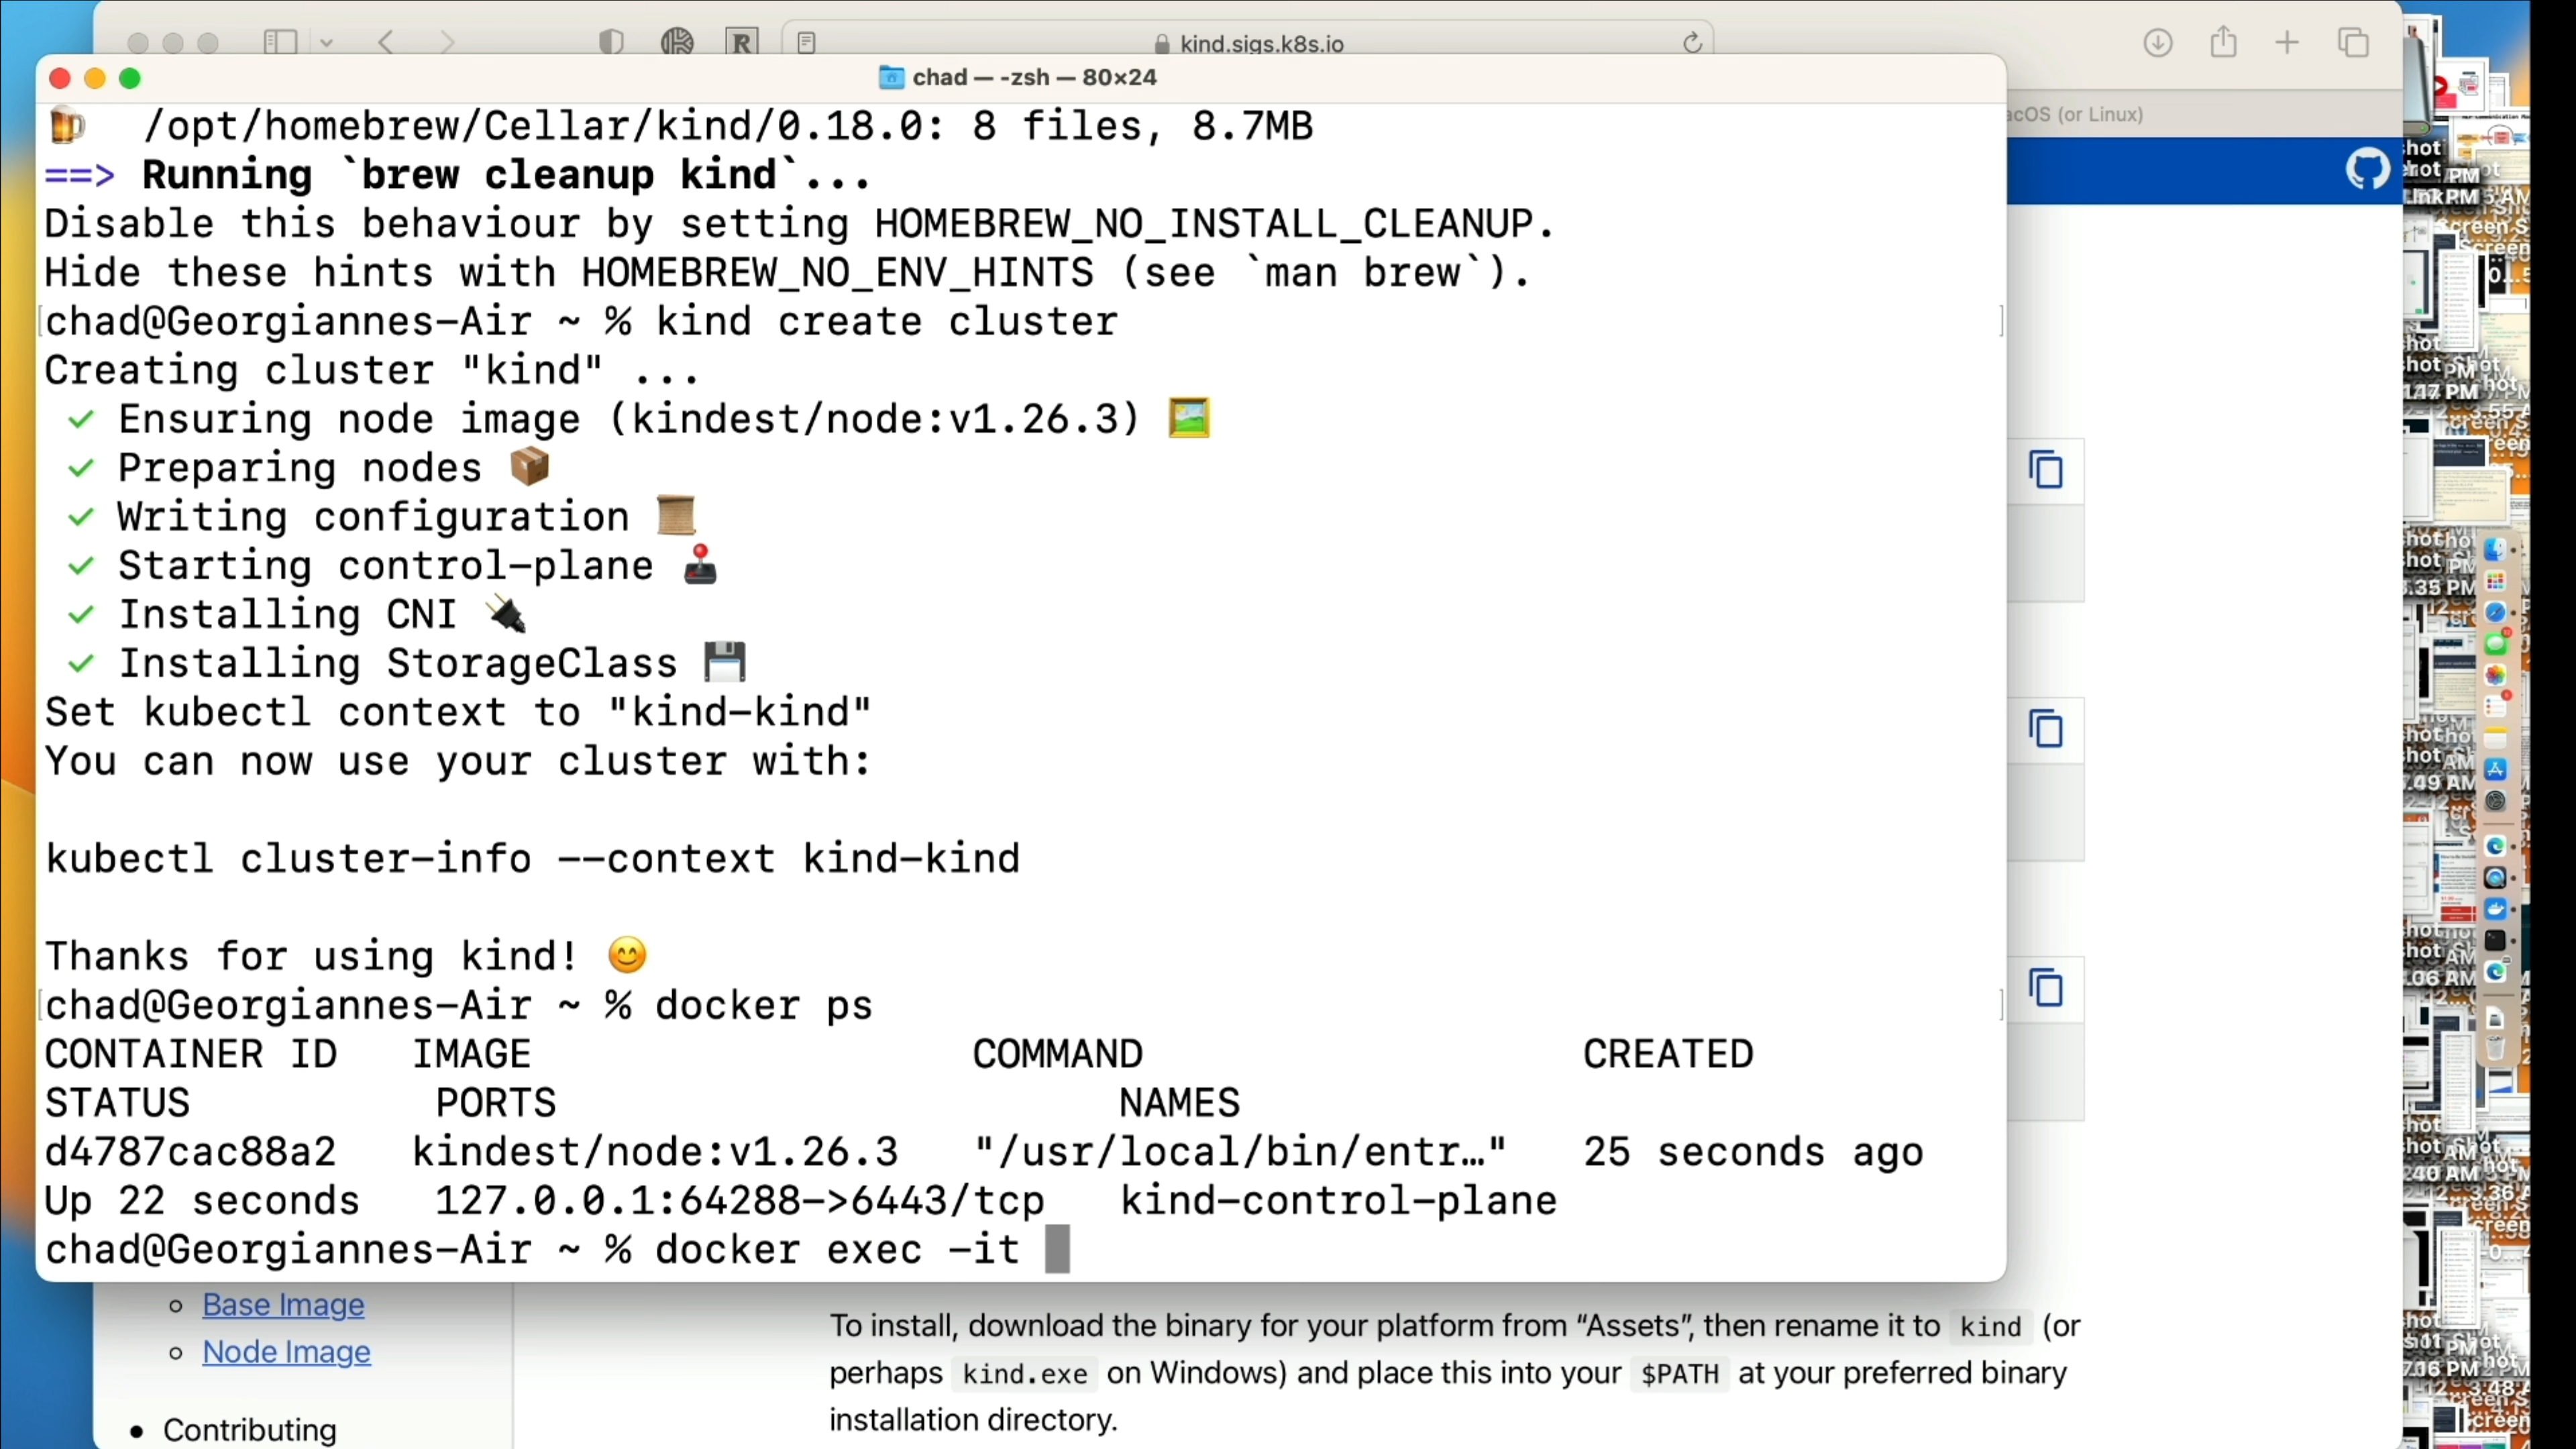 kind.sigs.k8s.io
chad — -zsh — 80×24
acOS (or Linux)
🍺   /opt/homebrew/Cellar/kind/0.18.0: 8 files, 8.7MB
==> Running `brew cleanup kind`...
Disable this behaviour by setting HOMEBREW_NO_INSTALL_CLEANUP.
Hide these hints with HOMEBREW_NO_ENV_HINTS (see `man brew`).
chad@Georgiannes-Air ~ % kind create cluster
Creating cluster "kind" ...
✓ Ensuring node image (kindest/node:v1.26.3) 🖼
✓ Preparing nodes 📦
✓ Writing configuration 📜
✓ Starting control-plane 🕹
✓ Installing CNI 🔌
✓ Installing StorageClass 💾
Set kubectl context to "kind-kind"
You can now use your cluster with:
kubectl cluster-info --context kind-kind
Thanks for using kind! 😊
chad@Georgiannes-Air ~ % docker ps
CONTAINER ID   IMAGE                  COMMAND                  CREATED
STATUS          PORTS                       NAMES
d4787cac88a2   kindest/node:v1.26.3   "/usr/local/bin/entr…"   25 seconds ago
Up 22 seconds   127.0.0.1:64288->6443/tcp   kind-control-plane
chad@Georgiannes-Air ~ % docker exec -it
Base Image
Node Image
Contributing
To install, download the binary for your platform from “Assets”, then rename it to kind (or
perhaps kind.exe on Windows) and place this into your $PATH at your preferred binary
installation directory.